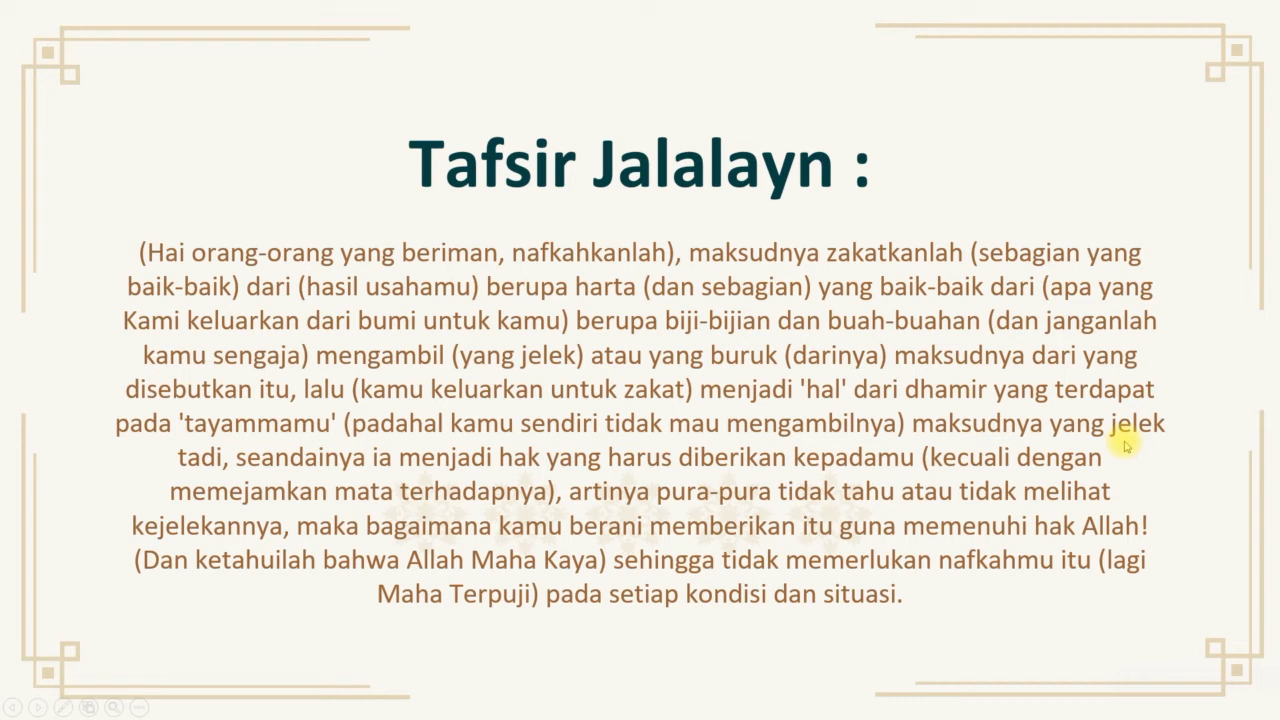 Tafsir Jalalayn :
(Hai orang-orang yang beriman, nafkahkanlah), maksudnya zakatkanlah (sebagian yang
baik-baik) dari (hasil usahamu) berupa harta (dan sebagian) yang baik-baik dari (apa yang
Kami keluarkan dari bumi untuk kamu) berupa biji-bijian dan buah-buahan (dan janganlah
kamu sengaja) mengambil (yang jelek) atau yang buruk (darinya) maksudnya dari yang
disebutkan itu, lalu (kamu keluarkan untuk zakat) menjadi 'hal' dari dhamir yang terdapat
pada 'tayammamu' (padahal kamu sendiri tidak mau mengambilnya) maksudnya yang jelek
tadi, seandainya ia menjadi hak yang harus diberikan kepadamu (kecuali dengan
memejamkan mata terhadapnya), artinya pura-pura tidak tahu atau tidak melihat
kejelekannya, maka bagaimana kamu berani memberikan itu guna memenuhi hak Allah!
(Dan ketahuilah bahwa Allah Maha Kaya) sehingga tidak memerlukan nafkahmu itu (lagi
Maha Terpuji) pada setiap kondisi dan situasi.